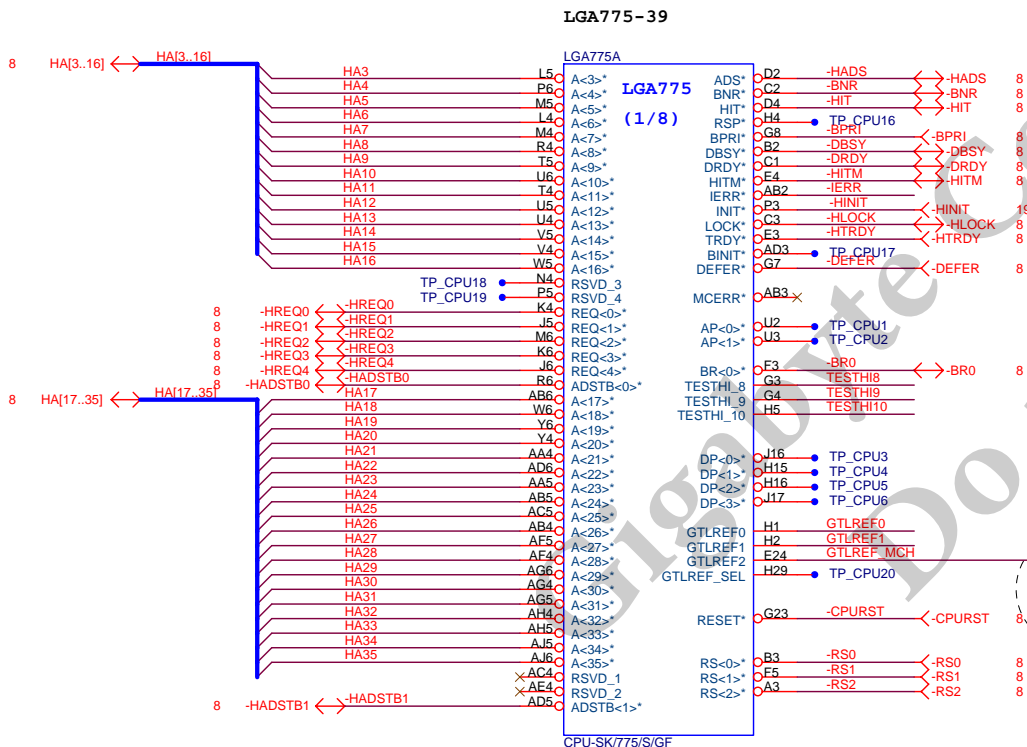 LGA775-39
LGA775A
LGA775
(1/8)
8 HA[3..16] HA[3..16]
HA3 L5 A<3>*
HA4 P6 A<4>*
HA5 M5 A<5>*
HA6 L4 A<6>*
HA7 M4 A<7>*
HA8 R4 A<8>*
HA9 T5 A<9>*
HA10 U6 A<10>*
HA11 T4 A<11>*
HA12 U5 A<12>*
HA13 U4 A<13>*
HA14 V5 A<14>*
HA15 V4 A<15>*
HA16 W5 A<16>*
TP_CPU18 N4 RSVD_3
TP_CPU19 P5 RSVD_4
8 -HREQ0 -HREQ0 K4 REQ<0>*
8 -HREQ1 -HREQ1 J5 REQ<1>*
8 -HREQ2 -HREQ2 M6 REQ<2>*
8 -HREQ3 -HREQ3 K6 REQ<3>*
8 -HREQ4 -HREQ4 J6 REQ<4>*
8 -HADSTB0 -HADSTB0 R6 ADSTB<0>*
8 HA[17..35] HA[17..35]
HA17 AB6 A<17>*
HA18 W6 A<18>*
HA19 Y6 A<19>*
HA20 Y4 A<20>*
HA21 AA4 A<21>*
HA22 AD6 A<22>*
HA23 AA5 A<23>*
HA24 AB5 A<24>*
HA25 AC5 A<25>*
HA26 AB4 A<26>*
HA27 AF5 A<27>*
HA28 AF4 A<28>*
HA29 AG6 A<29>*
HA30 AG4 A<30>*
HA31 AG5 A<31>*
HA32 AH4 A<32>*
HA33 AH5 A<33>*
HA34 AJ5 A<34>*
HA35 AJ6 A<35>*
AC4 RSVD_1
AE4 RSVD_2
8 -HADSTB1 -HADSTB1 AD5 ADSTB<1>*
ADS* D2 -HADS -HADS 8
BNR* C2 -BNR -BNR 8
HIT* D4 -HIT -HIT 8
RSP* H4 TP_CPU16
BPRI* G8 -BPRI -BPRI 8
DBSY* B2 -DBSY -DBSY 8
DRDY* C1 -DRDY -DRDY 8
HITM* E4 -HITM -HITM 8
IERR* AB2 -IERR
INIT* P3 -HINIT -HINIT 19
LOCK* C3 -HLOCK -HLOCK 8
TRDY* E3 -HTRDY -HTRDY 8
BINIT* AD3 TP_CPU17
DEFER* G7 -DEFER -DEFER 8
MCERR* AB3
AP<0>* U2 TP_CPU1
AP<1>* U3 TP_CPU2
BR<0>* F3 -BR0 -BR0 8
TESTHI_8 G3 TESTHI8
TESTHI_9 G4 TESTHI9
TESTHI_10 H5 TESTHI10
DP<0>* J16 TP_CPU3
DP<1>* H15 TP_CPU4
DP<2>* H16 TP_CPU5
DP<3>* J17 TP_CPU6
GTLREF0 H1 GTLREF0
GTLREF1 H2 GTLREF1
GTLREF2 E24 GTLREF_MCH
GTLREF_SEL H29 TP_CPU20
RESET* G23 -CPURST -CPURST 8
RS<0>* B3 -RS0 -RS0 8
RS<1>* F5 -RS1 -RS1 8
RS<2>* A3 -RS2 -RS2 8
CPU-SK/775/S/GF
Gigabyte